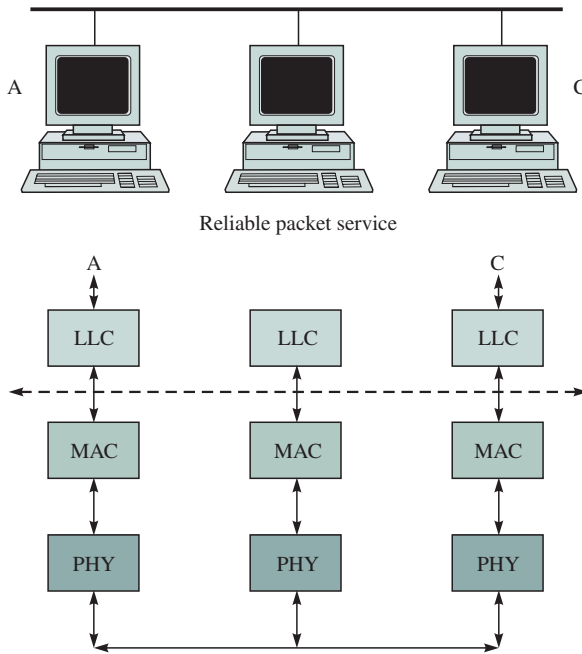 A C
Reliable packet service
A C
LLC LLC LLC
MAC MAC MAC
PHY PHY PHY